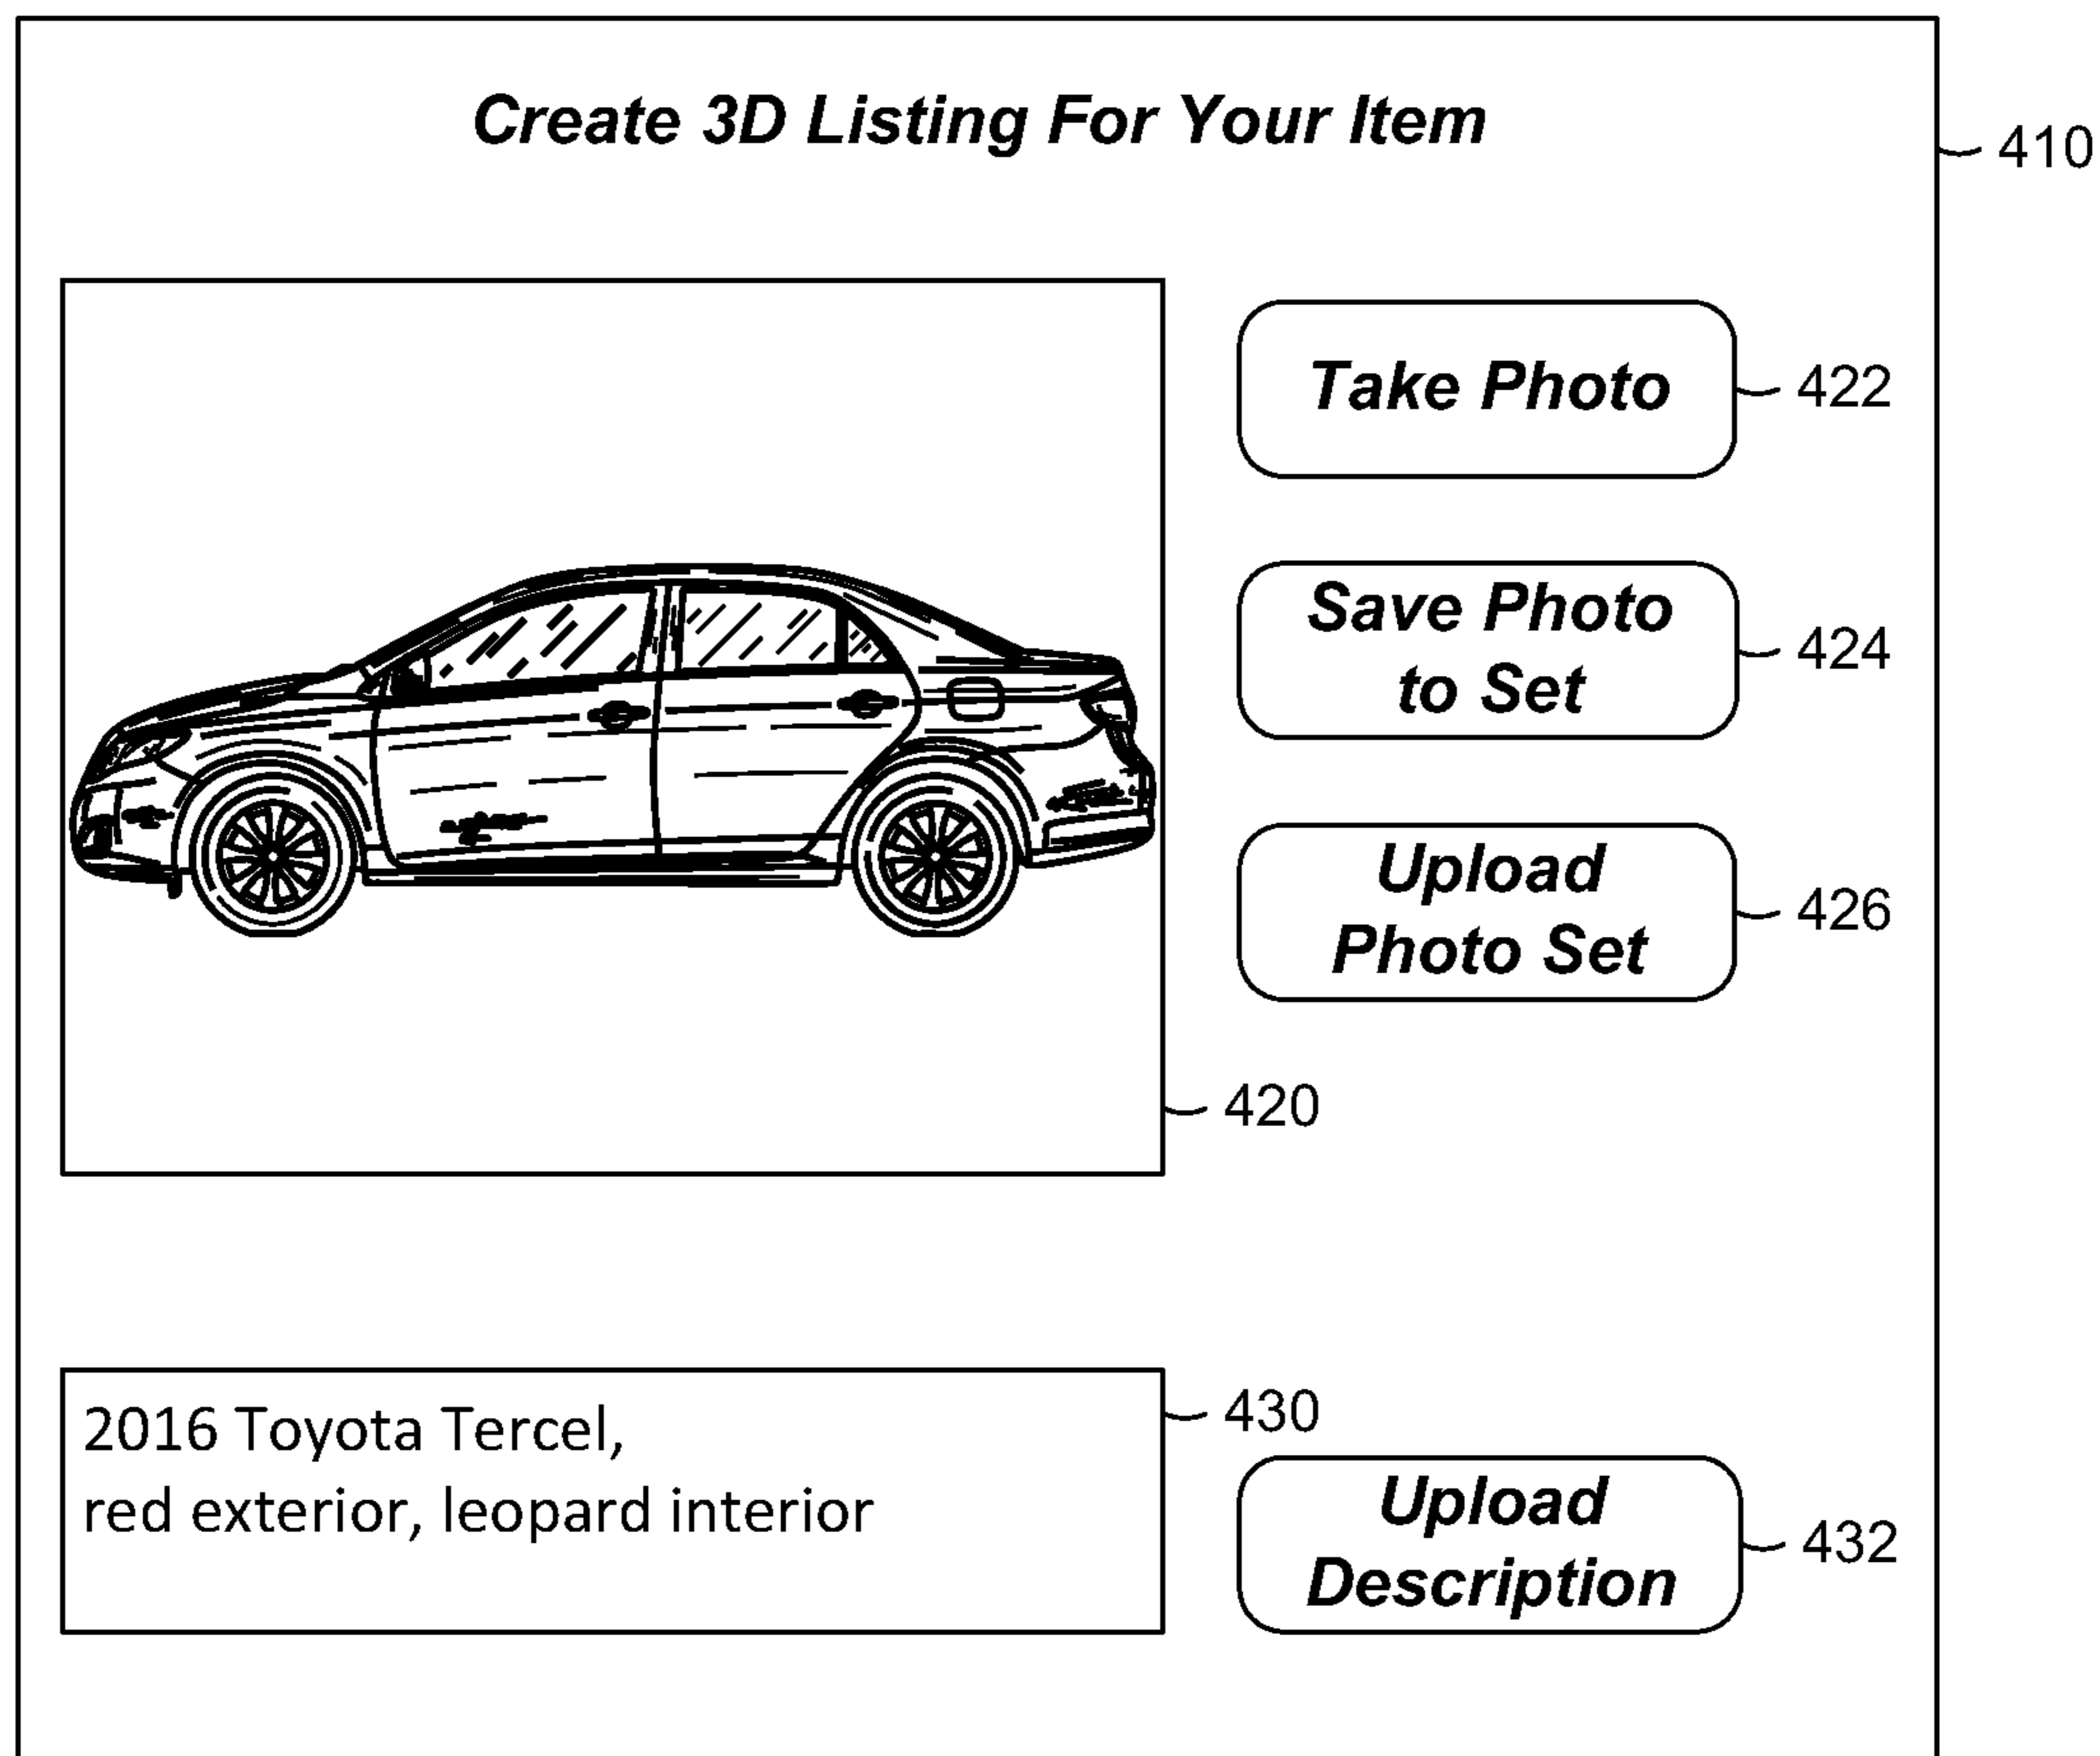 Create 3D Listing For Your Item
410
Take Photo
422
Save Photo
to Set
424
Upload
Photo Set
426
420
2016 Toyota Tercel,
red exterior, leopard interior
430
Upload
Description
432